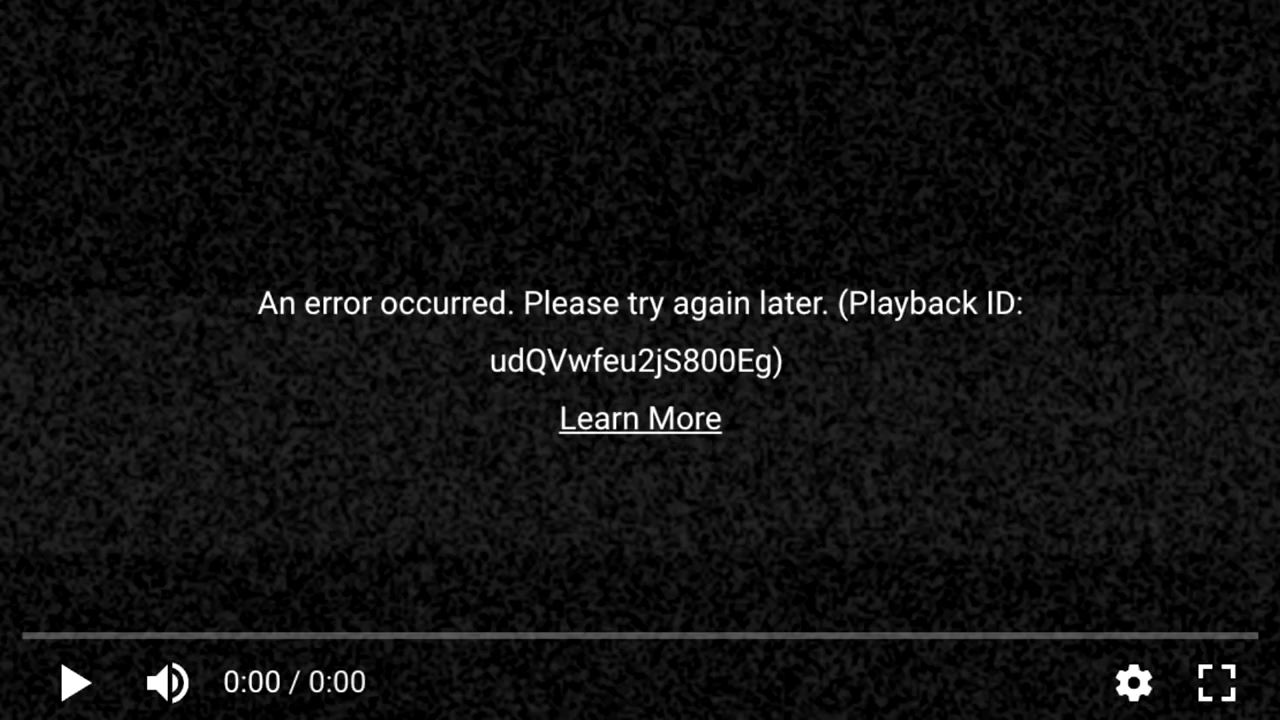 An error occurred. Please try again later. (Playback ID:
udQVwfeu2jS800Eg)
Learn More
0:00 / 0:00